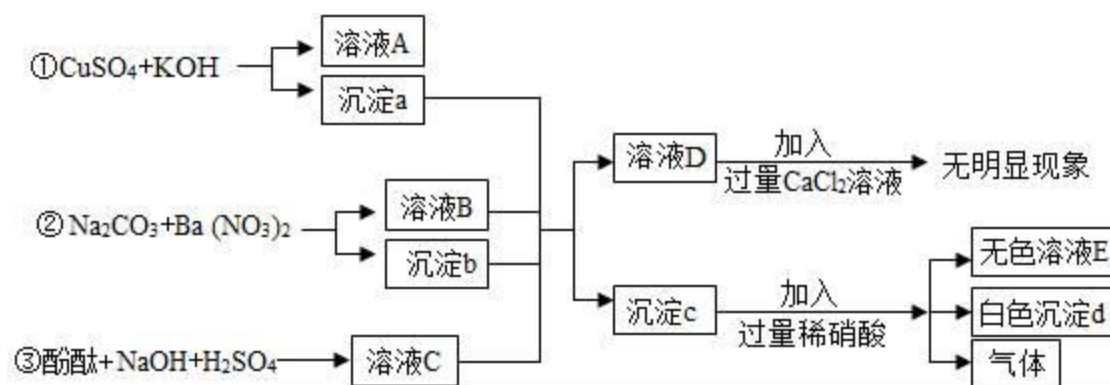 ①CuSO₄+KOH
溶液A
沉淀a
②Na₂CO₃+Ba (NO₃)₂
溶液B
沉淀b
③酚酞+NaOH+H₂SO₄
溶液C
溶液D
加入
过量CaCl₂溶液
无明显现象
沉淀c
加入
过量稀硝酸
无色溶液E
白色沉淀d
气体